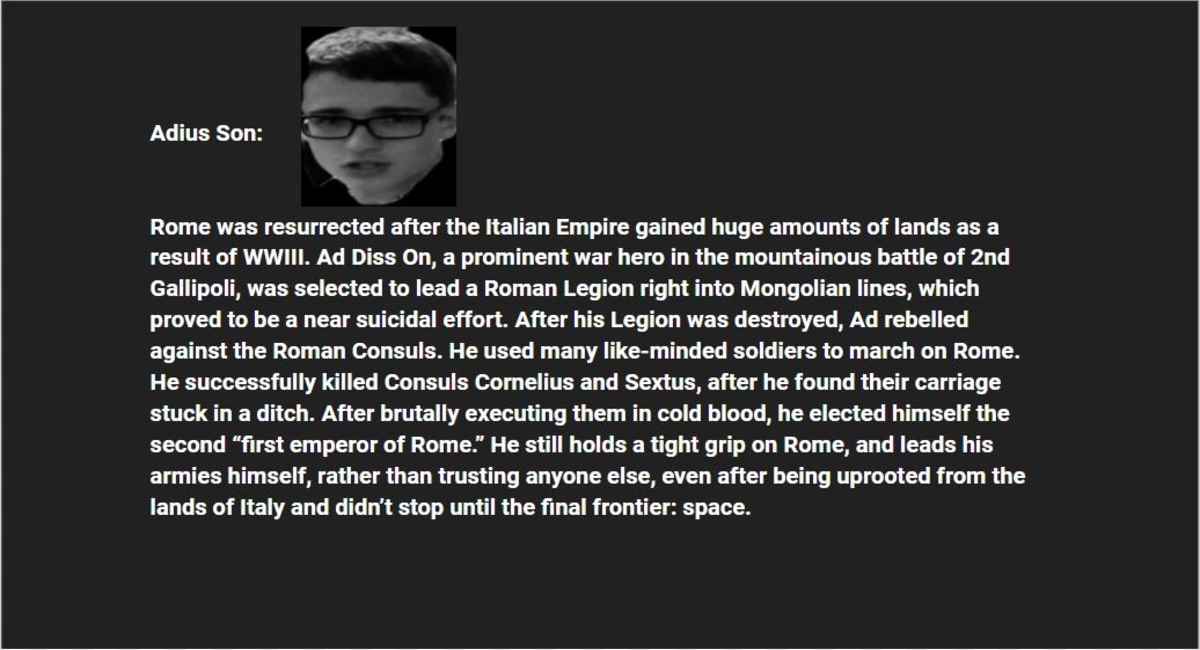 Adius Son:
Rome was resurrected after the Italian Empire gained huge amounts of lands as a
result of WWIII. Ad Diss On, a prominent war hero in the mountainous battle of 2nd
Gallipoli, was selected to lead a Roman Legion right into Mongolian lines, which
proved to be a near suicidal effort. After his Legion was destroyed, Ad rebelled
against the Roman Consuls. He used many like-minded soldiers to march on Rome.
He successfully killed Consuls Cornelius and Sextus, after he found their carriage
stuck in a ditch. After brutally executing them in cold blood, he elected himself the
second “first emperor of Rome.” He still holds a tight grip on Rome, and leads his
armies himself, rather than trusting anyone else, even after being uprooted from the
lands of Italy and didn’t stop until the final frontier: space.